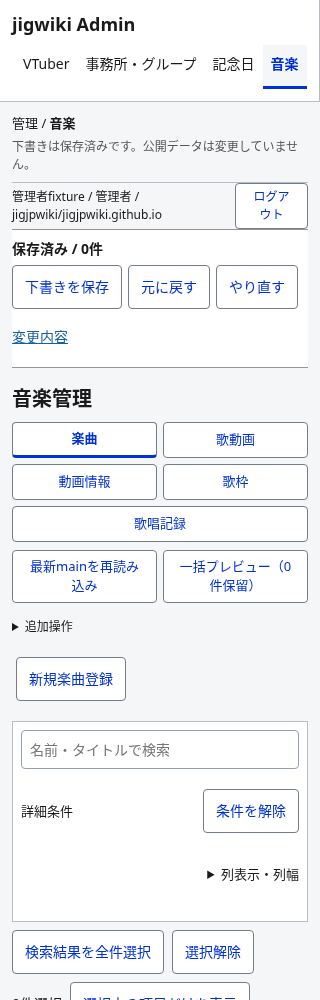 jigwiki Admin
VTuber 事務所・グループ 記念日 音楽
管理 / 音楽
下書きは保存済みです。公開データは変更していませ
ん。
管理者fixture / 管理者 /
jigjpwiki/jigjpwiki.github.io
ログア
ウト
保存済み / 0件
下書きを保存 元に戻す やり直す
変更内容
音楽管理
楽曲 歌動画
動画情報 歌枠
歌唱記録
最新mainを再読み
込み
一括プレビュー（0
件保留）
▶ 追加操作
新規楽曲登録
名前・タイトルで検索
詳細条件 条件を解除
▶ 列表示・列幅
検索結果を全件選択 選択解除